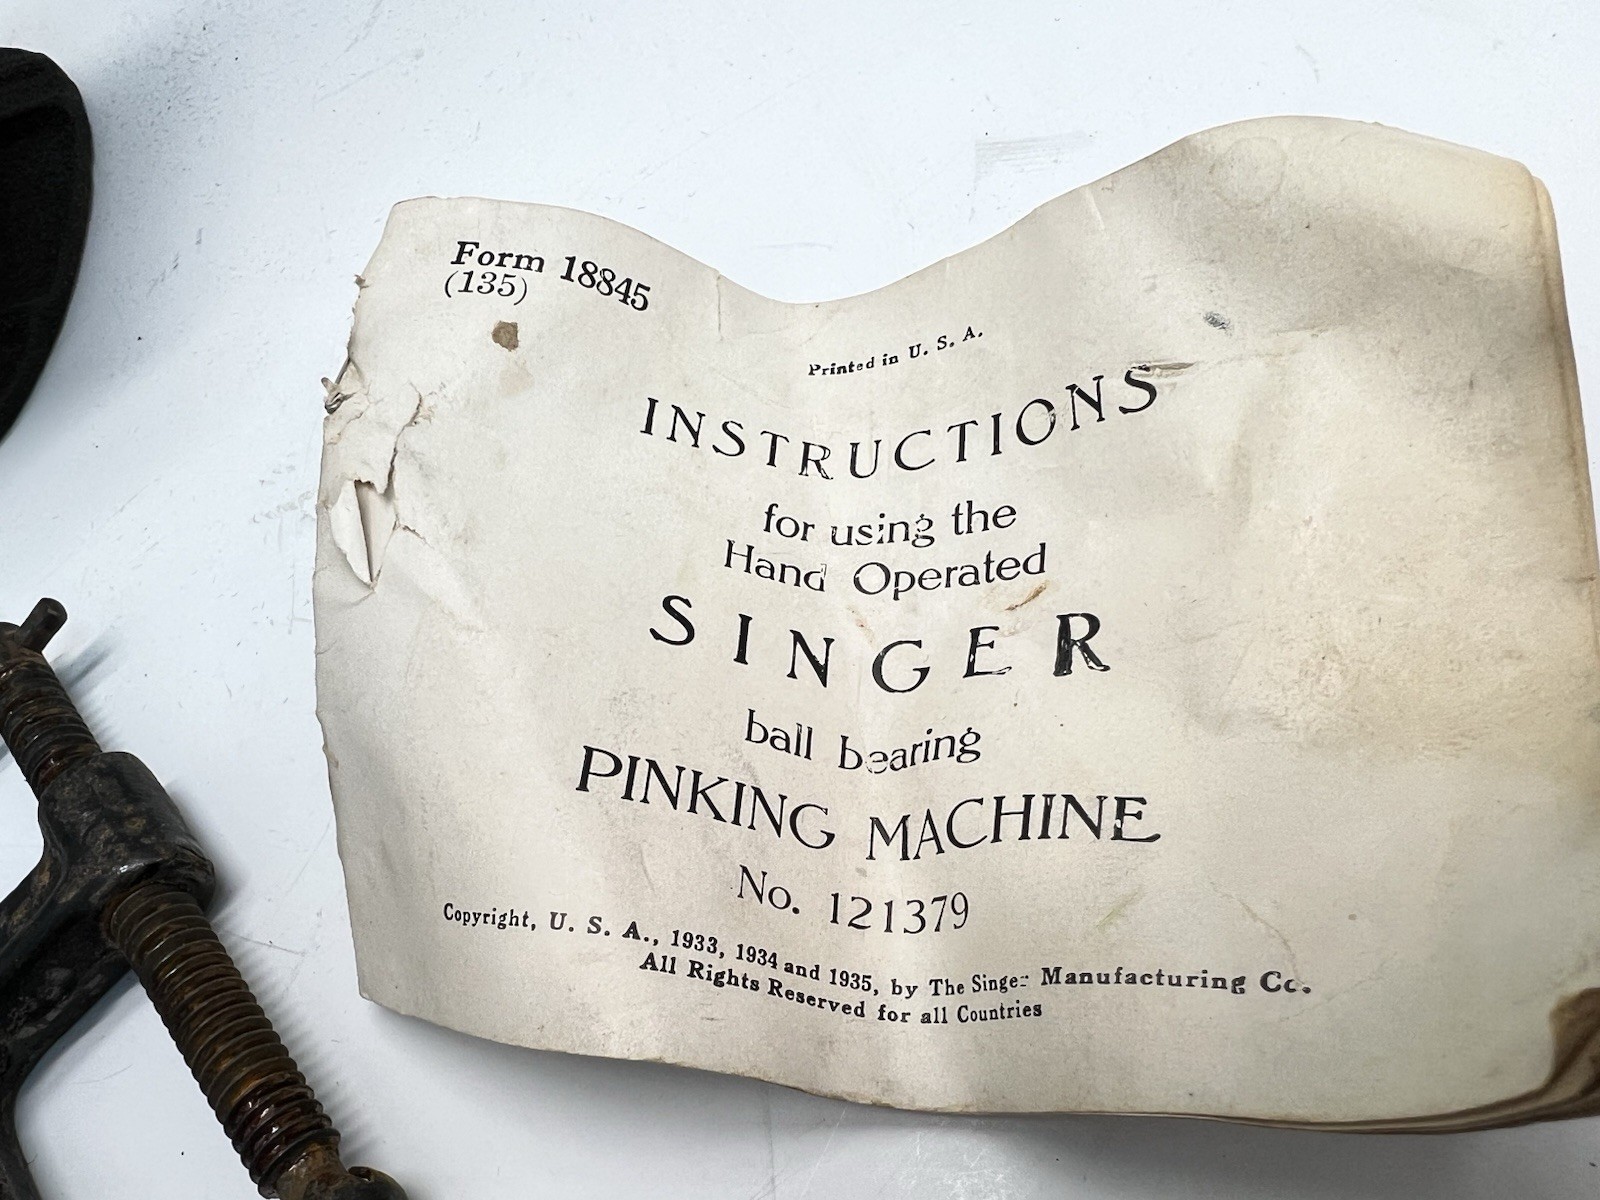 Form 18845
(135)
Printed in U. S. A.
INSTRUCTIONS
for using the
Hand Operated
SINGER
ball bearing
PINKING MACHINE
No. 121379
Copyright, U. S. A., 1933, 1934 and 1935, by The Singer Manufacturing Co.
All Rights Reserved for all Countries